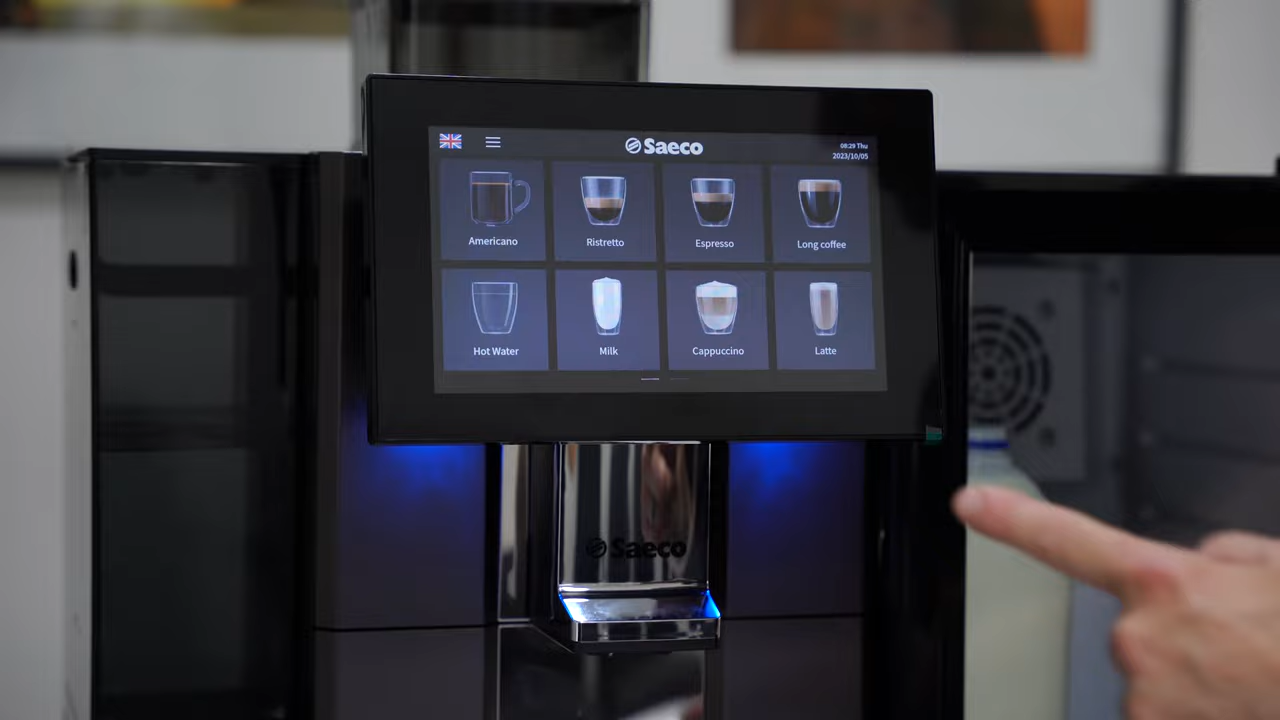 Saeco
08:29 Thu
2023/10/05
Americano
Ristretto
Espresso
Long coffee
Hot Water
Milk
Cappuccino
Latte
Saeco